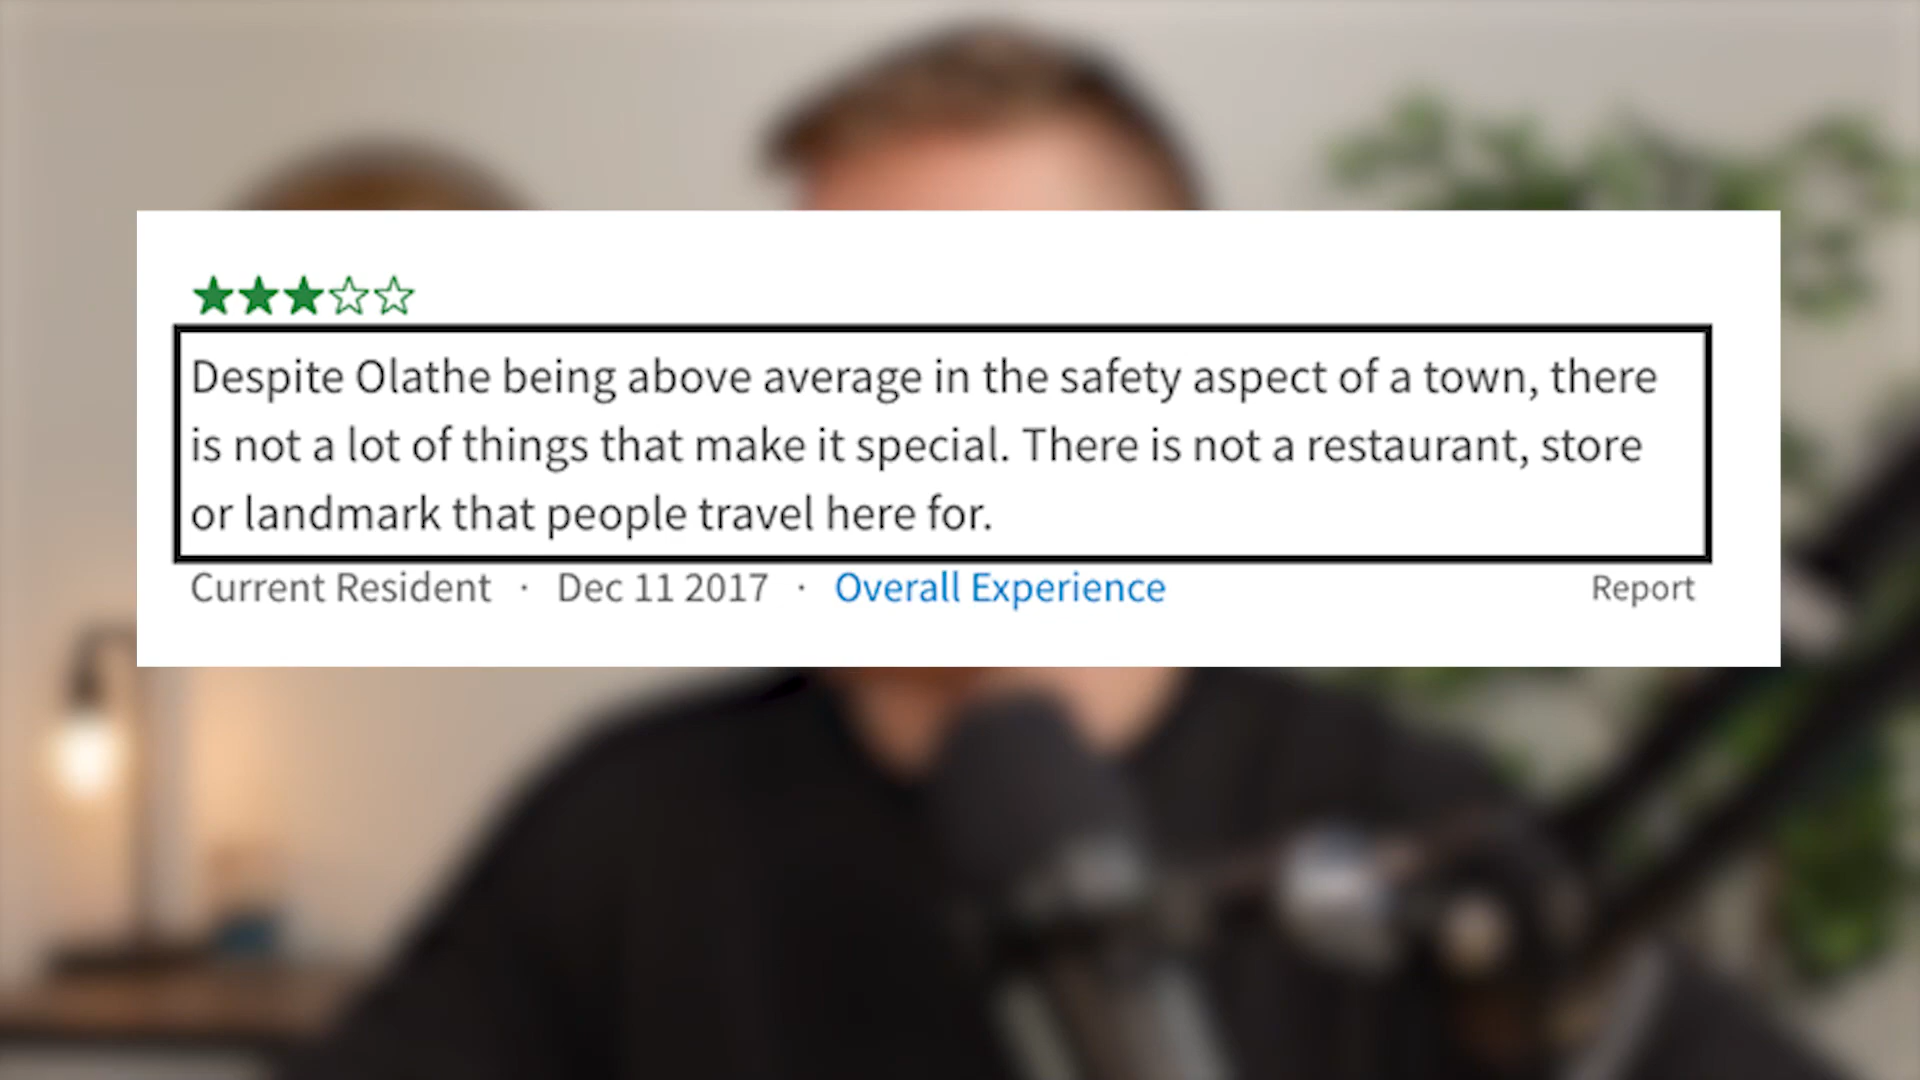 Despite Olathe being above average in the safety aspect of a town, there
is not a lot of things that make it special. There is not a restaurant, store
or landmark that people travel here for.
Current Resident · Dec 11 2017 · Overall Experience Report